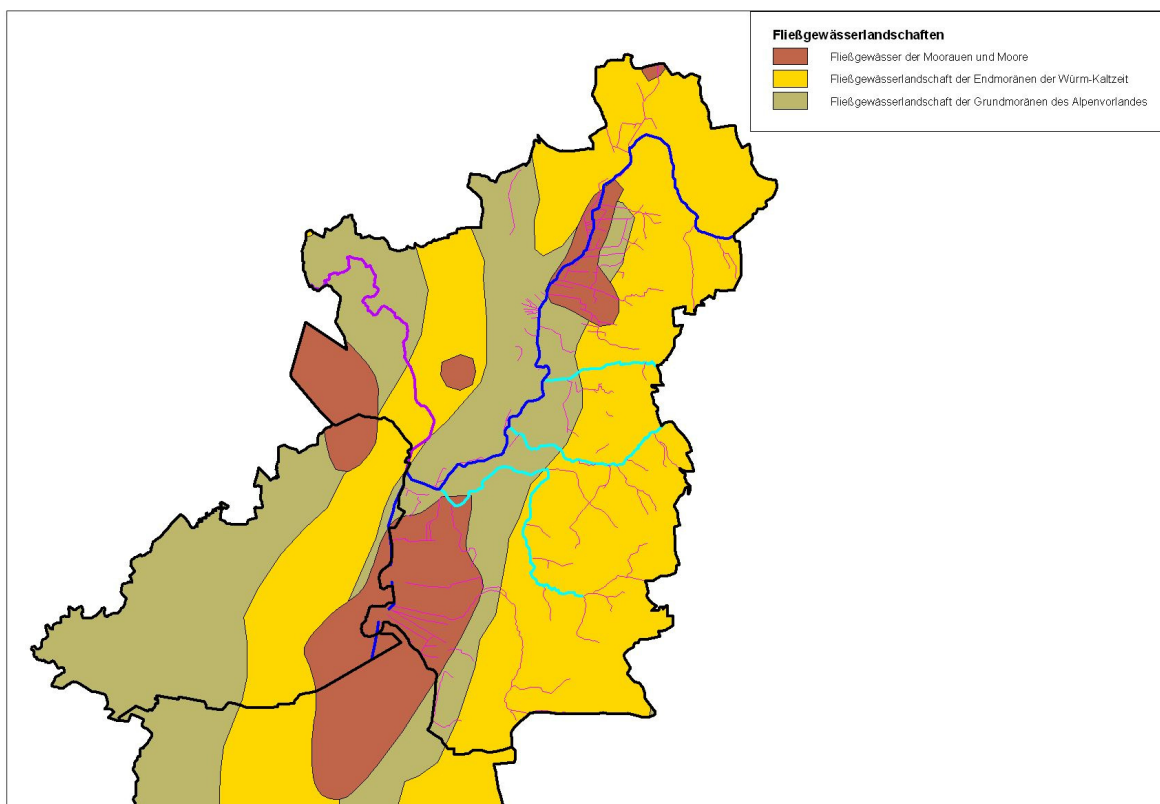 Fließgewässerlandschaften
Fließgewässer der Moorauen und Moore
Fließgewässerlandschaft der Endmoränen der Würm-Kaltzeit
Fließgewässerlandschaft der Grundmoränen des Alpenvorlandes